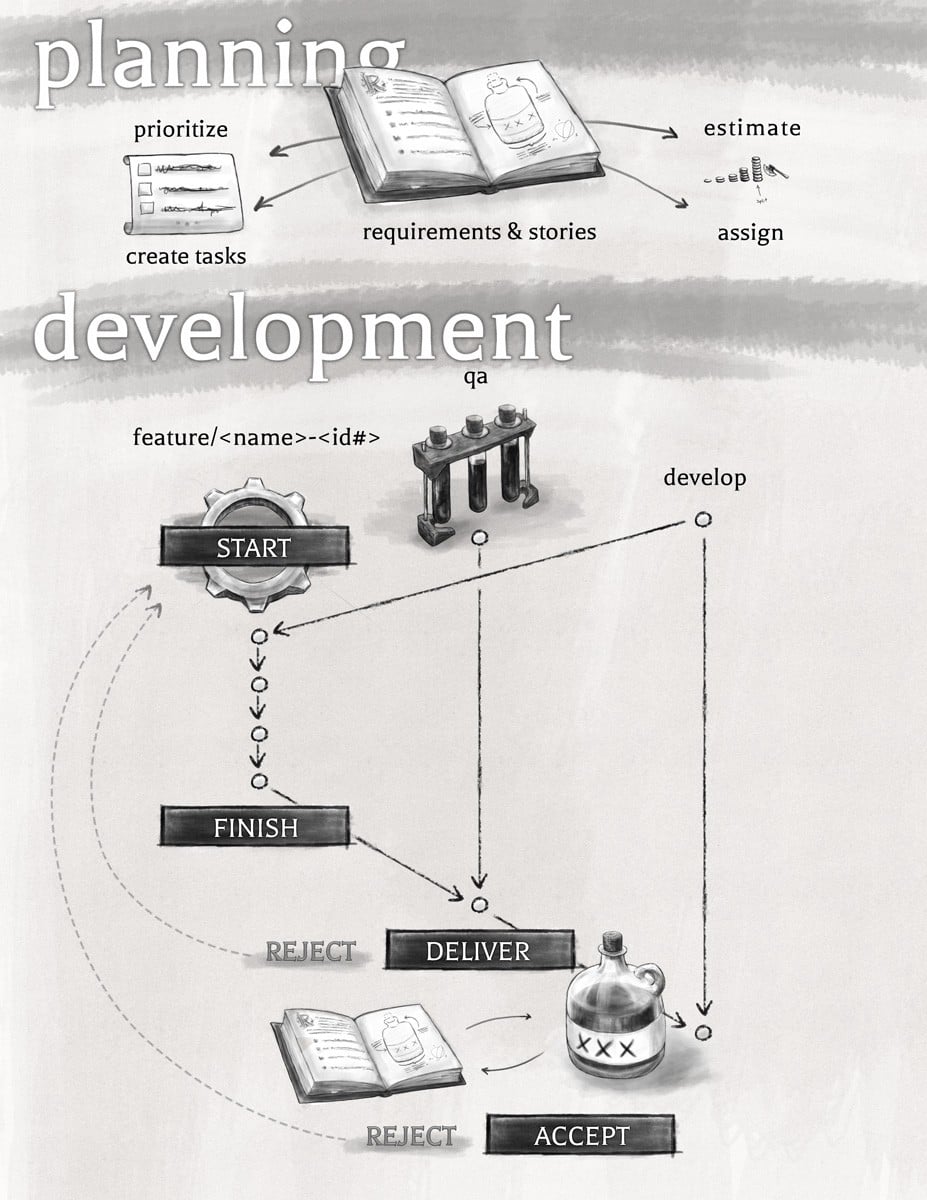 planning
prioritize
estimate
requirements & stories
assign
create tasks
development
qa
feature/<name>-<id#>
develop
START
FINISH
REJECT
DELIVER
XXX
REJECT
ACCEPT